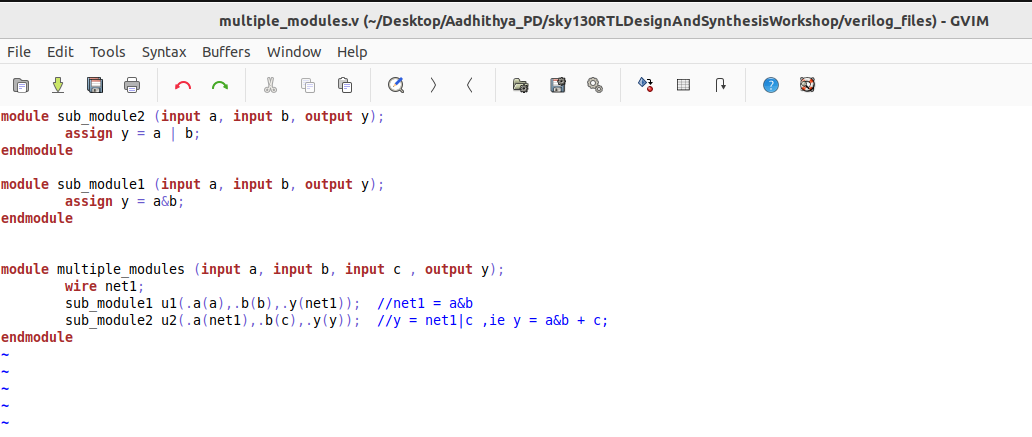 multiple_modules.v (~/Desktop/Aadhithya_PD/sky130RTLDesignAndSynthesisWorkshop/verilog_files) - GVIM
File Edit Tools Syntax Buffers Window Help
module sub_module2 (input a, input b, output y);
        assign y = a | b;
endmodule

module sub_module1 (input a, input b, output y);
        assign y = a&b;
endmodule


module multiple_modules (input a, input b, input c , output y);
        wire net1;
        sub_module1 u1(.a(a),.b(b),.y(net1));  //net1 = a&b
        sub_module2 u2(.a(net1),.b(c),.y(y));  //y = net1|c ,ie y = a&b + c;
endmodule
~
~
~
~
~